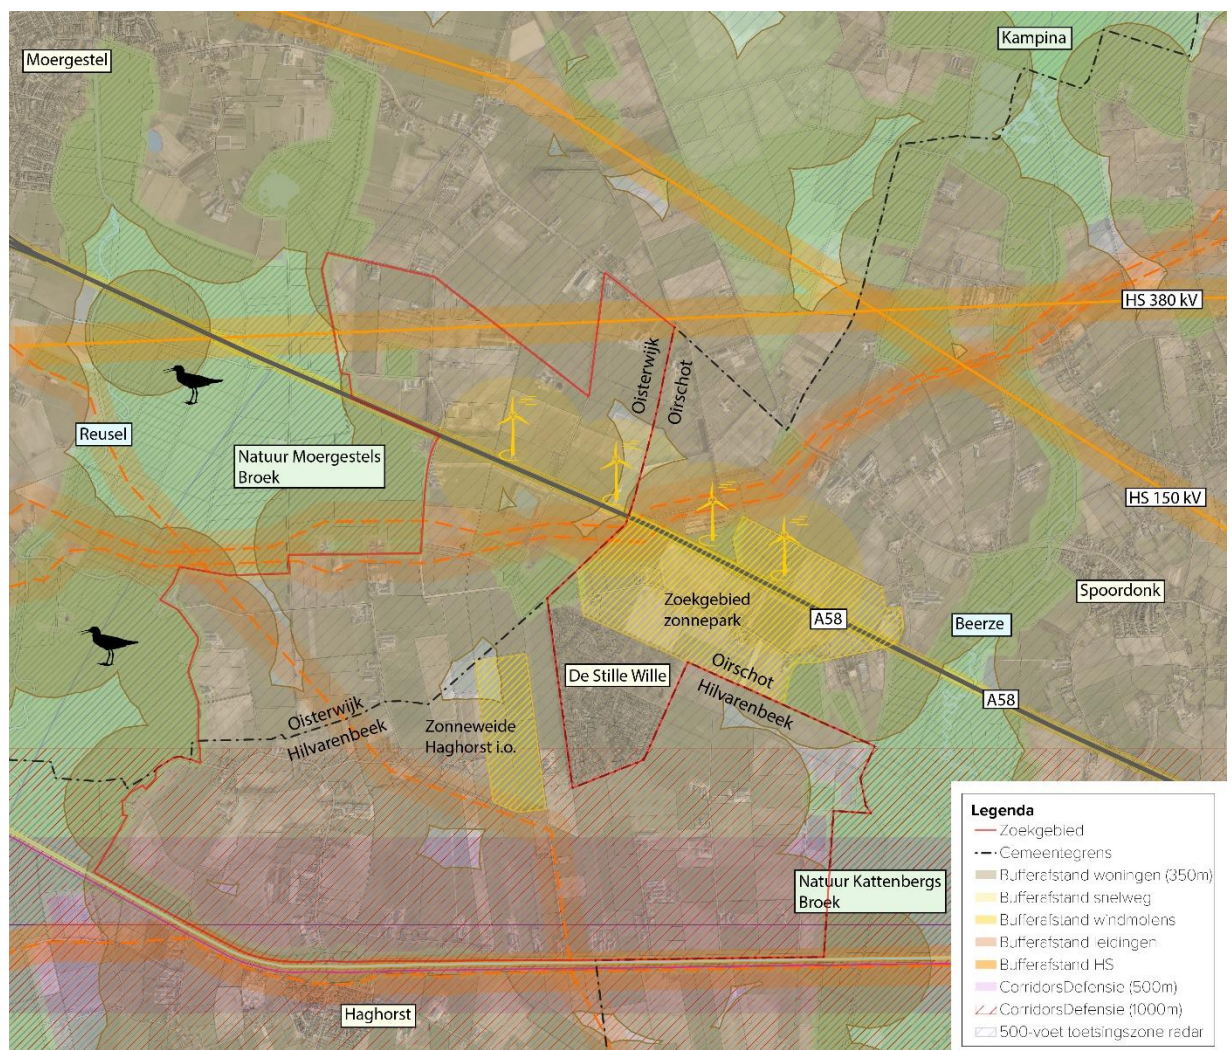 Moergestel
Kampina
HS 380 kV
Oisterwijk
Oirschot
Reusel
Natuur Moergestels
Broek
HS 150 kV
Zoekgebied
zonnepark
A58
Beerze
Spoordonk
De Stille Wille
Oirschot
Hilvarenbeek
A58
Oisterwijk
Hilvarenbeek
Zonneweide
Haghorst i.o.
Natuur Kattenbergs
Broek
Haghorst
Legenda
Zoekgebied
Gemeentegrens
Bufferafstand woningen (350m)
Bufferafstand snelweg
Bufferafstand windmolens
Bufferafstand leidingen
Bufferafstand HS
CorridorsDefensie (500m)
CorridorsDefensie (1000m)
500-voet toetsingszone radar